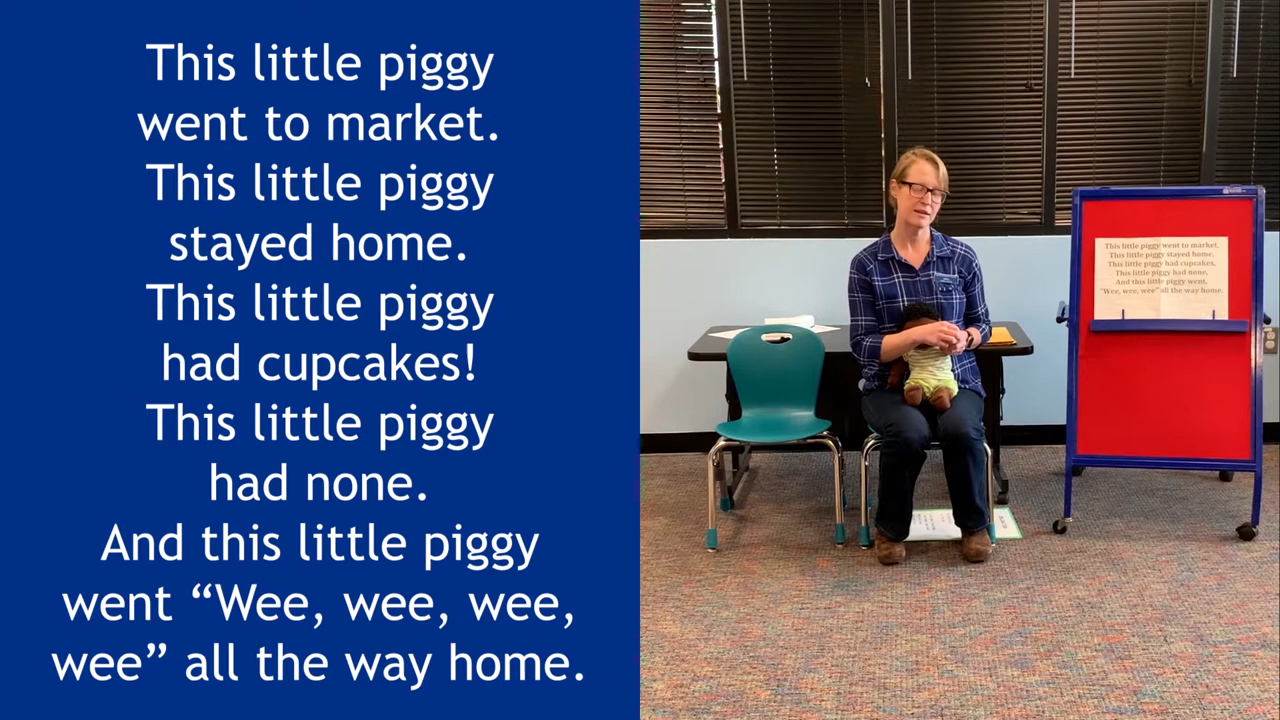 This little piggy
went to market.
This little piggy
stayed home.
This little piggy
had cupcakes!
This little piggy
had none.
And this little piggy
went “Wee, wee, wee,
wee” all the way home.
This little piggy went to market,
This little piggy stayed home,
This little piggy had cupcakes,
This little piggy had none,
And this little piggy went,
"Wee, wee, wee" all the way home.